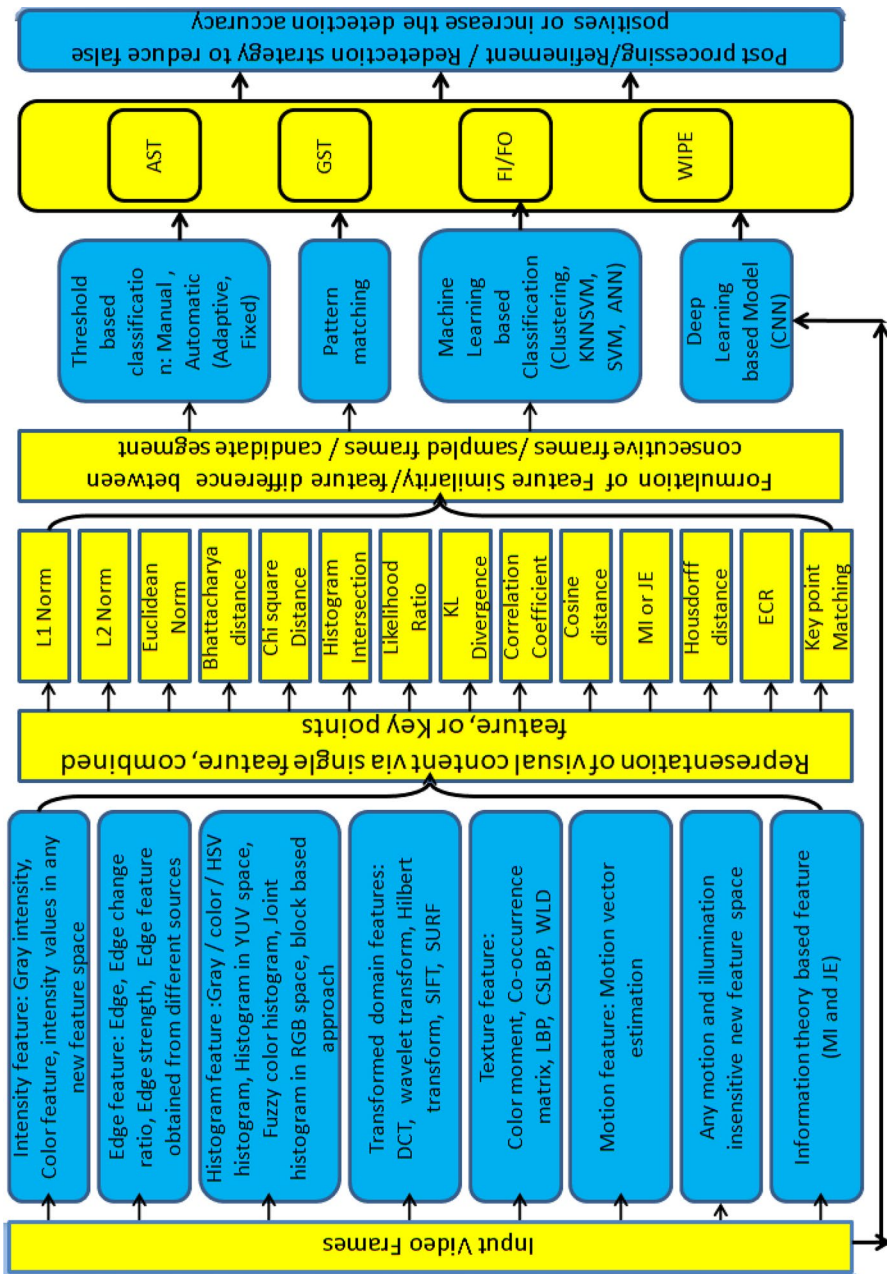 Input Video Frames
Intensity feature: Gray intensity,
Color feature, intensity values in any
new feature space
Edge feature: Edge, Edge change
ratio, Edge strength, Edge feature
obtained from different sources
Histogram feature :Gray / color / HSV
histogram, Histogram in YUV space,
Fuzzy color histogram, Joint
histogram in RGB space, block based
approach
Transformed domain features:
DCT, wavelet transform, Hilbert
transform, SIFT, SURF
Texture feature:
Color moment, Co-occurrence
matrix, LBP, CSLBP, WLD
Motion feature: Motion vector
estimation
Any motion and illumination
insensitive new feature space
Information theory based feature
(MI and JE)
Representation of visual content via single feature, combined
feature, or Key points
L1 Norm
L2 Norm
Euclidean
Norm
Bhattacharya
distance
Chi square
Distance
Histogram
Intersection
Likelihood
Ratio
KL
Divergence
Correlation
Coefficient
Cosine
distance
MI or JE
Housdorff
distance
ECR
Key point
Matching
Formulation of Feature Similarity/feature difference between
consecutive frames/sampled frames / candidate segment
Threshold
based
classificatio
n: Manual ,
Automatic
(Adaptive,
Fixed)
Pattern
matching
Machine
Learning
based
Classification
(Clustering,
KNNSVM,
SVM, ANN)
Deep
Learning
based Model
(CNN)
AST
GST
FI/FO
WIPE
Post processing/Refinement / Redetection strategy to reduce false
positives or increase the detection accuracy